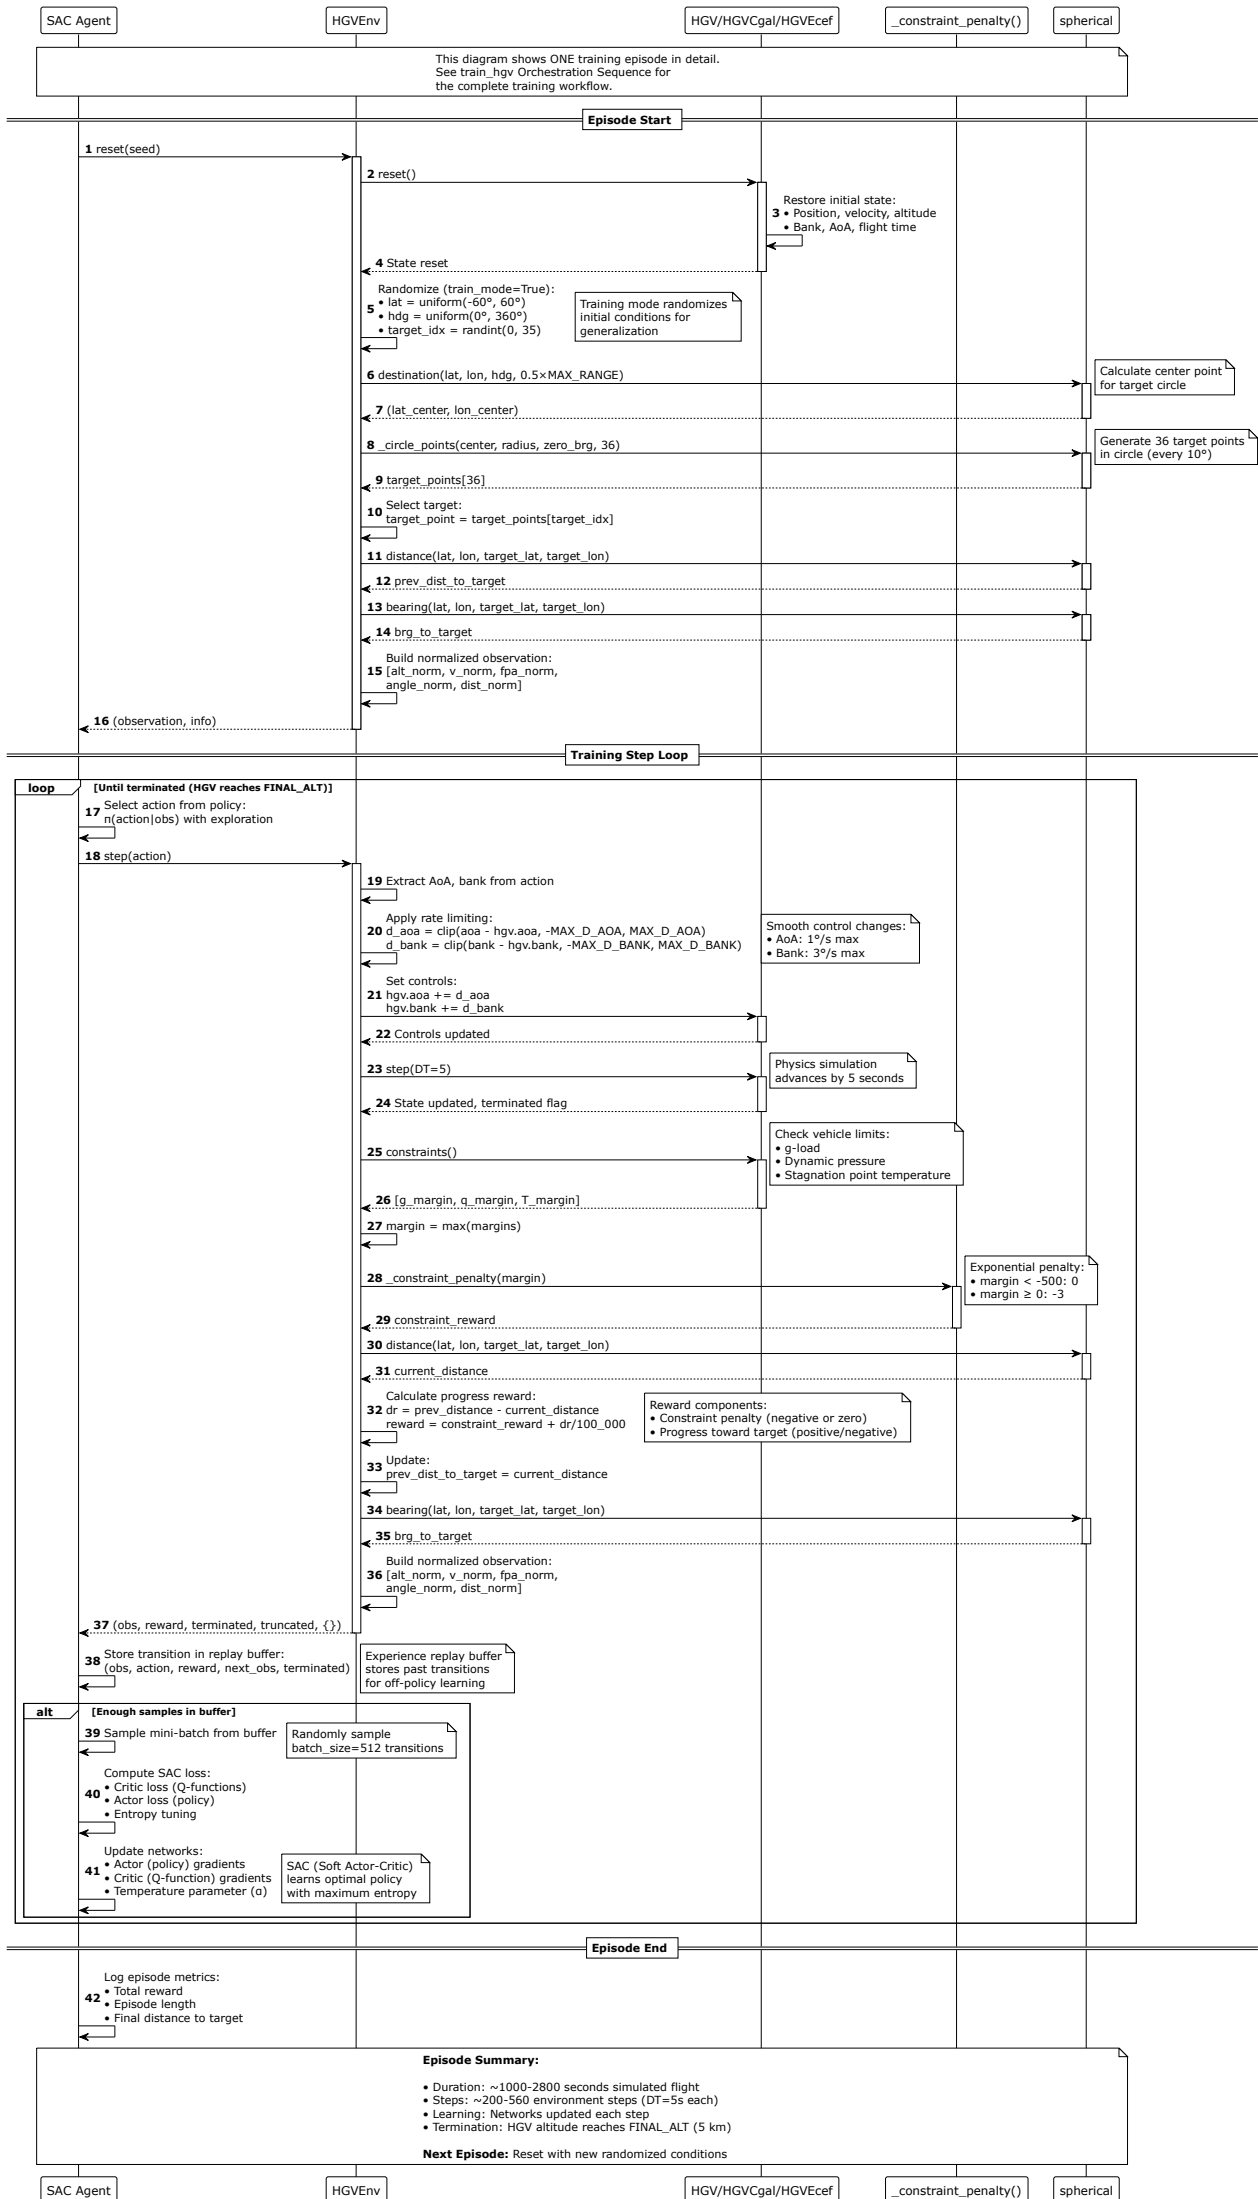 SAC Agent
HGVEnv
HGV/HGVCgal/HGVEcef
_constraint_penalty()
spherical
This diagram shows ONE training episode in detail.
See train_hgv Orchestration Sequence for
the complete training workflow.
Episode Start
1 reset(seed)
2 reset()
Restore initial state:
3 • Position, velocity, altitude
• Bank, AoA, flight time
4 State reset
Randomize (train_mode=True):
5 • lat = uniform(-60°, 60°)
• hdg = uniform(0°, 360°)
• target_idx = randint(0, 35)
Training mode randomizes
initial conditions for
generalization
6 destination(lat, lon, hdg, 0.5×MAX_RANGE)
Calculate center point
for target circle
7 (lat_center, lon_center)
8 _circle_points(center, radius, zero_brg, 36)
Generate 36 target points
in circle (every 10°)
9 target_points[36]
10 Select target:
target_point = target_points[target_idx]
11 distance(lat, lon, target_lat, target_lon)
12 prev_dist_to_target
13 bearing(lat, lon, target_lat, target_lon)
14 brg_to_target
Build normalized observation:
15 [alt_norm, v_norm, fpa_norm,
angle_norm, dist_norm]
16 (observation, info)
Training Step Loop
loop [Until terminated (HGV reaches FINAL_ALT)]
17 Select action from policy:
π(action|obs) with exploration
18 step(action)
19 Extract AoA, bank from action
Apply rate limiting:
20 d_aoa = clip(aoa - hgv.aoa, -MAX_D_AOA, MAX_D_AOA)
d_bank = clip(bank - hgv.bank, -MAX_D_BANK, MAX_D_BANK)
Smooth control changes:
• AoA: 1°/s max
• Bank: 3°/s max
Set controls:
21 hgv.aoa += d_aoa
hgv.bank += d_bank
22 Controls updated
23 step(DT=5)
Physics simulation
advances by 5 seconds
24 State updated, terminated flag
25 constraints()
Check vehicle limits:
• g-load
• Dynamic pressure
• Stagnation point temperature
26 [g_margin, q_margin, T_margin]
27 margin = max(margins)
28 _constraint_penalty(margin)
Exponential penalty:
• margin < -500: 0
• margin ≥ 0: -3
29 constraint_reward
30 distance(lat, lon, target_lat, target_lon)
31 current_distance
Calculate progress reward:
32 dr = prev_distance - current_distance
reward = constraint_reward + dr/100_000
Reward components:
• Constraint penalty (negative or zero)
• Progress toward target (positive/negative)
33 Update:
prev_dist_to_target = current_distance
34 bearing(lat, lon, target_lat, target_lon)
35 brg_to_target
Build normalized observation:
36 [alt_norm, v_norm, fpa_norm,
angle_norm, dist_norm]
37 (obs, reward, terminated, truncated, {})
38 Store transition in replay buffer:
(obs, action, reward, next_obs, terminated)
Experience replay buffer
stores past transitions
for off-policy learning
alt [Enough samples in buffer]
39 Sample mini-batch from buffer
Randomly sample
batch_size=512 transitions
Compute SAC loss:
40 • Critic loss (Q-functions)
• Actor loss (policy)
• Entropy tuning
Update networks:
41 • Actor (policy) gradients
• Critic (Q-function) gradients
• Temperature parameter (α)
SAC (Soft Actor-Critic)
learns optimal policy
with maximum entropy
Episode End
Log episode metrics:
42 • Total reward
• Episode length
• Final distance to target
Episode Summary:
• Duration: ~1000-2800 seconds simulated flight
• Steps: ~200-560 environment steps (DT=5s each)
• Learning: Networks updated each step
• Termination: HGV altitude reaches FINAL_ALT (5 km)
Next Episode: Reset with new randomized conditions
SAC Agent
HGVEnv
HGV/HGVCgal/HGVEcef
_constraint_penalty()
spherical